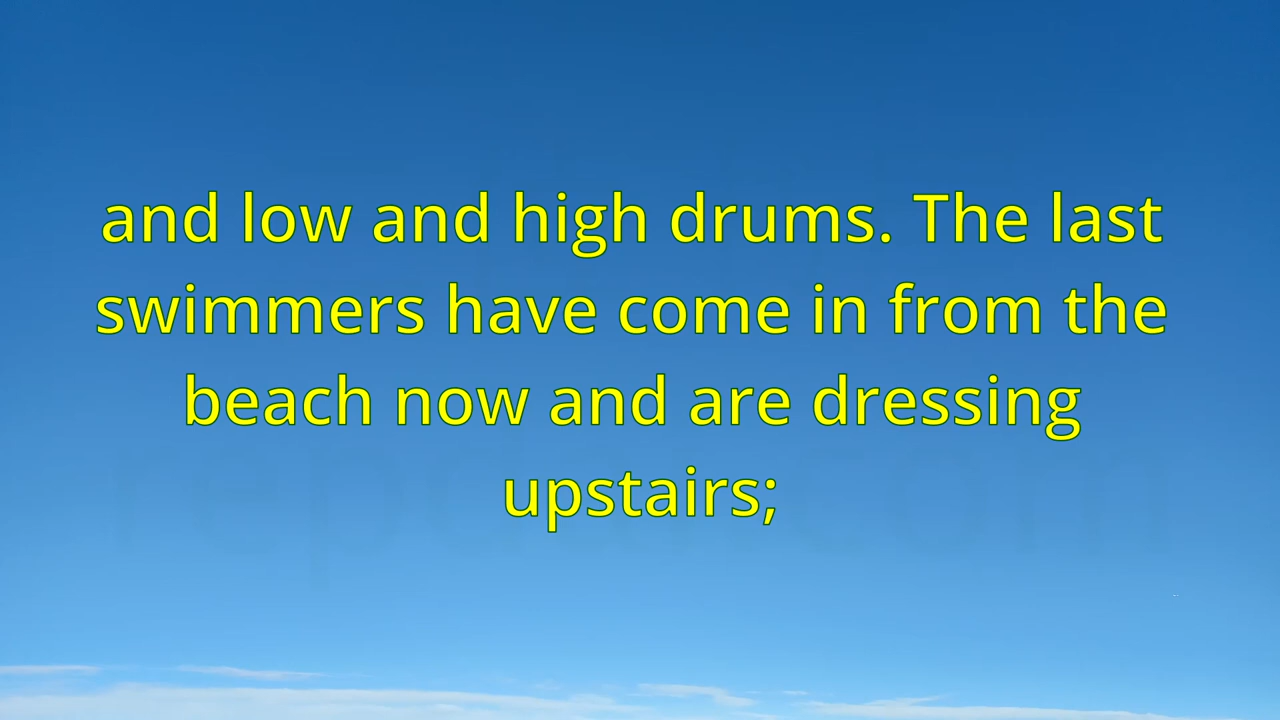 and low and high drums. The last
swimmers have come in from the
beach now and are dressing
upstairs;